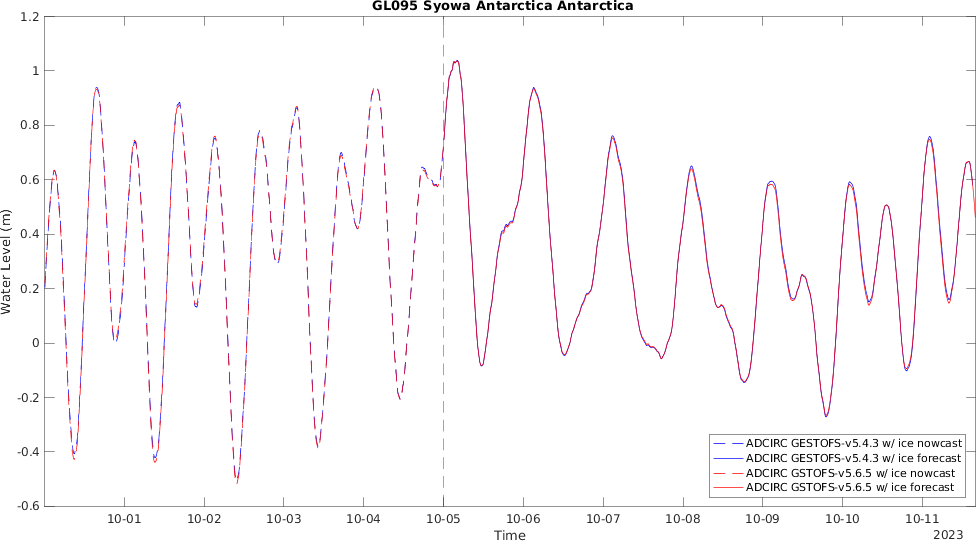 GL095 Syowa Antarctica Antarctica
1.2
1
0.8
0.6
0.4
0.2
0
-0.2
-0.4
-0.6
Water Level (m)
ADCIRC GESTOFS-v5.4.3 w/ ice nowcast
ADCIRC GESTOFS-v5.4.3 w/ ice forecast
ADCIRC GSTOFS-v5.6.5 w/ ice nowcast
ADCIRC GSTOFS-v5.6.5 w/ ice forecast
10-01 10-02 10-03 10-04 10-05 10-06 10-07 10-08 10-09 10-10 10-11
Time
2023